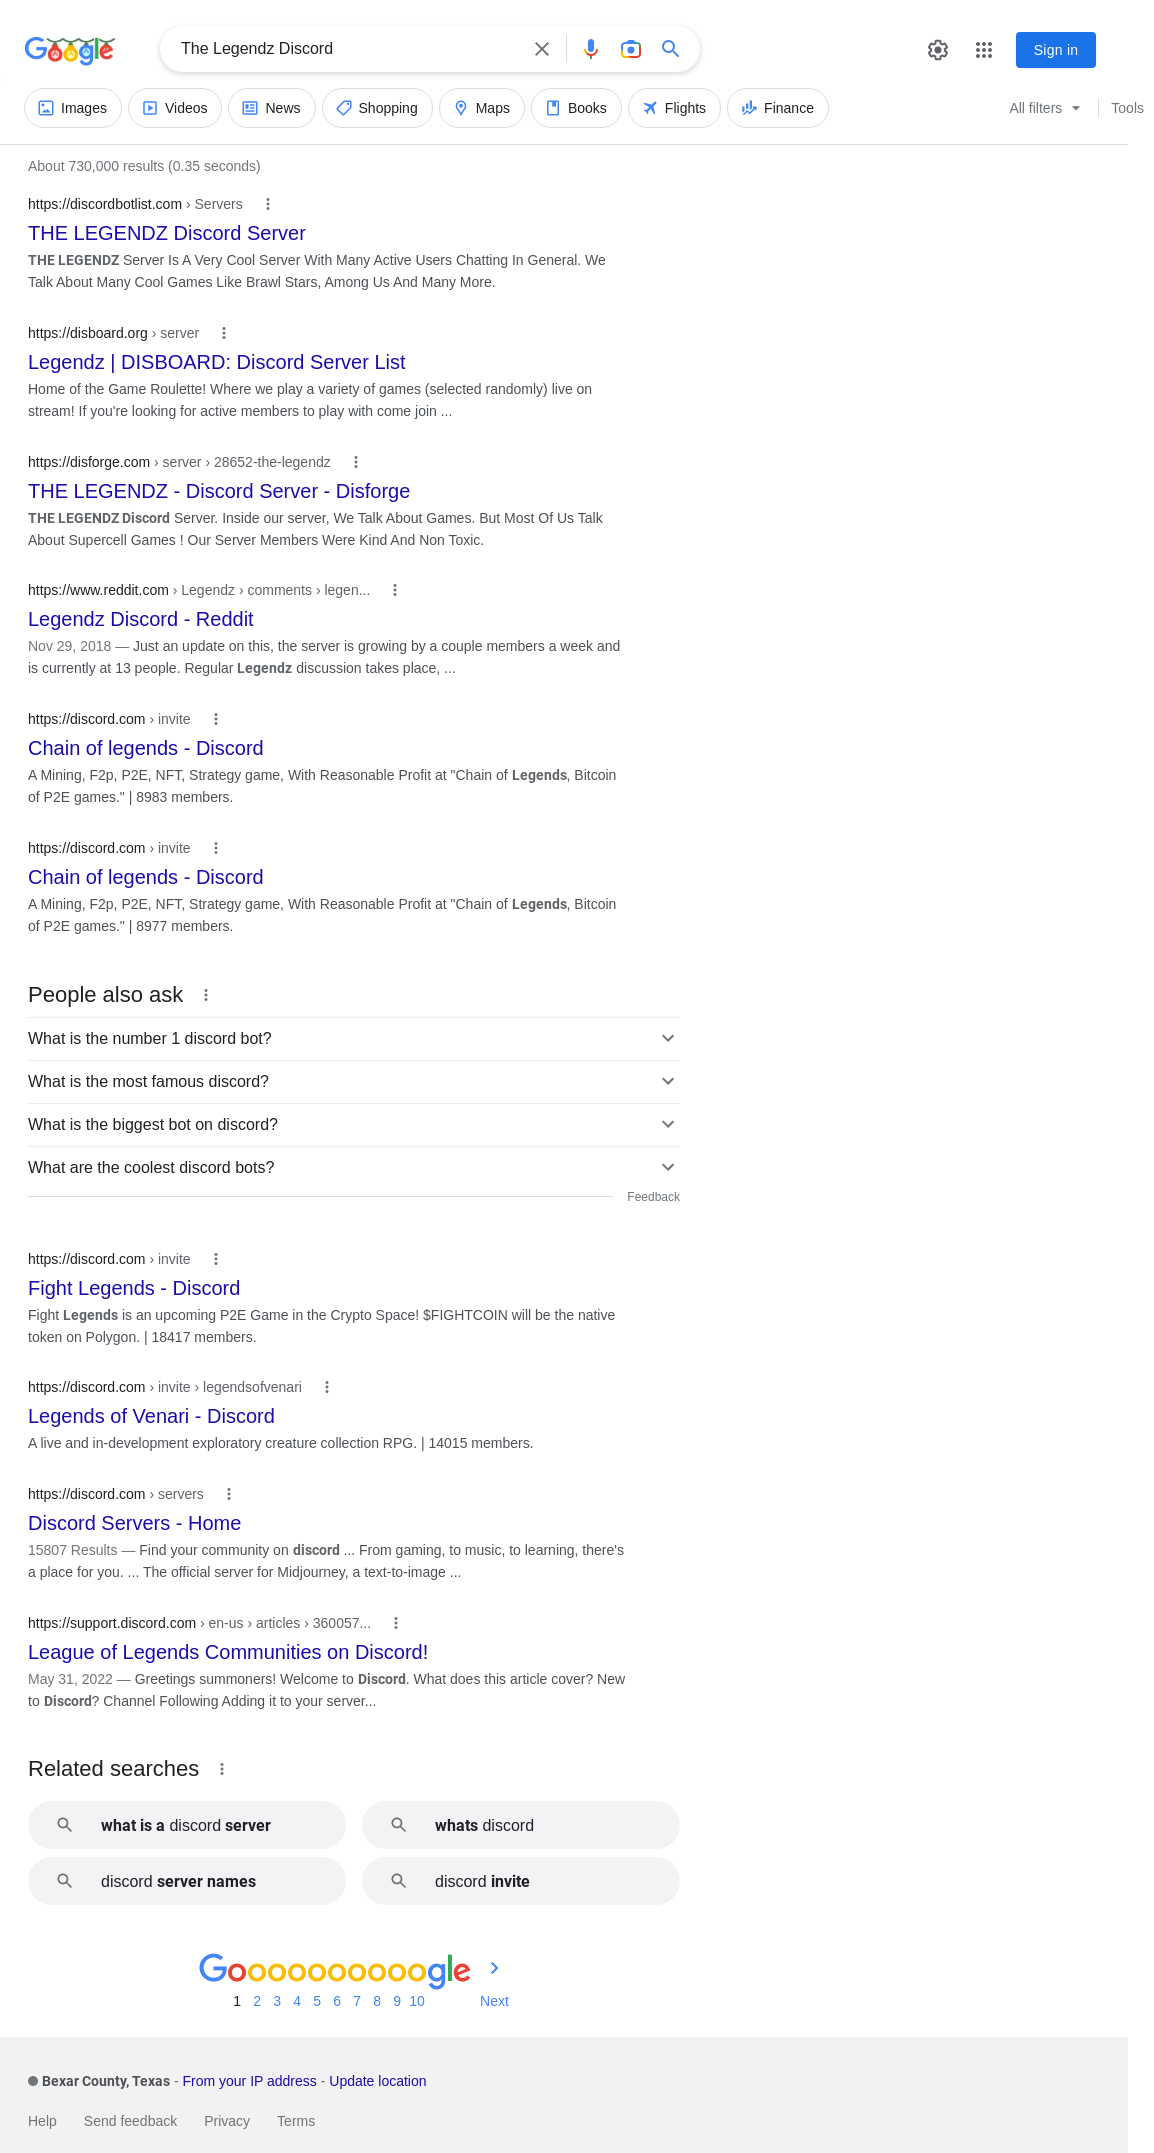 Google
The Legendz Discord
Sign in
Images
Videos
News
Shopping
Maps
Books
Flights
Finance
All filters
Tools
About 730,000 results (0.35 seconds)
https://discordbotlist.com › Servers
THE LEGENDZ Discord Server
THE LEGENDZ Server Is A Very Cool Server With Many Active Users Chatting In General. We
Talk About Many Cool Games Like Brawl Stars, Among Us And Many More.
https://disboard.org › server
Legendz | DISBOARD: Discord Server List
Home of the Game Roulette! Where we play a variety of games (selected randomly) live on
stream! If you're looking for active members to play with come join ...
https://disforge.com › server › 28652-the-legendz
THE LEGENDZ - Discord Server - Disforge
THE LEGENDZ Discord Server. Inside our server, We Talk About Games. But Most Of Us Talk
About Supercell Games ! Our Server Members Were Kind And Non Toxic.
https://www.reddit.com › Legendz › comments › legen...
Legendz Discord - Reddit
Nov 29, 2018 — Just an update on this, the server is growing by a couple members a week and
is currently at 13 people. Regular Legendz discussion takes place, ...
https://discord.com › invite
Chain of legends - Discord
A Mining, F2p, P2E, NFT, Strategy game, With Reasonable Profit at "Chain of Legends, Bitcoin
of P2E games." | 8983 members.
https://discord.com › invite
Chain of legends - Discord
A Mining, F2p, P2E, NFT, Strategy game, With Reasonable Profit at "Chain of Legends, Bitcoin
of P2E games." | 8977 members.
People also ask
What is the number 1 discord bot?
What is the most famous discord?
What is the biggest bot on discord?
What are the coolest discord bots?
Feedback
https://discord.com › invite
Fight Legends - Discord
Fight Legends is an upcoming P2E Game in the Crypto Space! $FIGHTCOIN will be the native
token on Polygon. | 18417 members.
https://discord.com › invite › legendsofvenari
Legends of Venari - Discord
A live and in-development exploratory creature collection RPG. | 14015 members.
https://discord.com › servers
Discord Servers - Home
15807 Results — Find your community on discord ... From gaming, to music, to learning, there's
a place for you. ... The official server for Midjourney, a text-to-image ...
https://support.discord.com › en-us › articles › 360057...
League of Legends Communities on Discord!
May 31, 2022 — Greetings summoners! Welcome to Discord. What does this article cover? New
to Discord? Channel Following Adding it to your server...
Related searches
what is a discord server
whats discord
discord server names
discord invite
Goooooooooogle
1 2 3 4 5 6 7 8 9 10 Next
Bexar County, Texas - From your IP address - Update location
Help Send feedback Privacy Terms